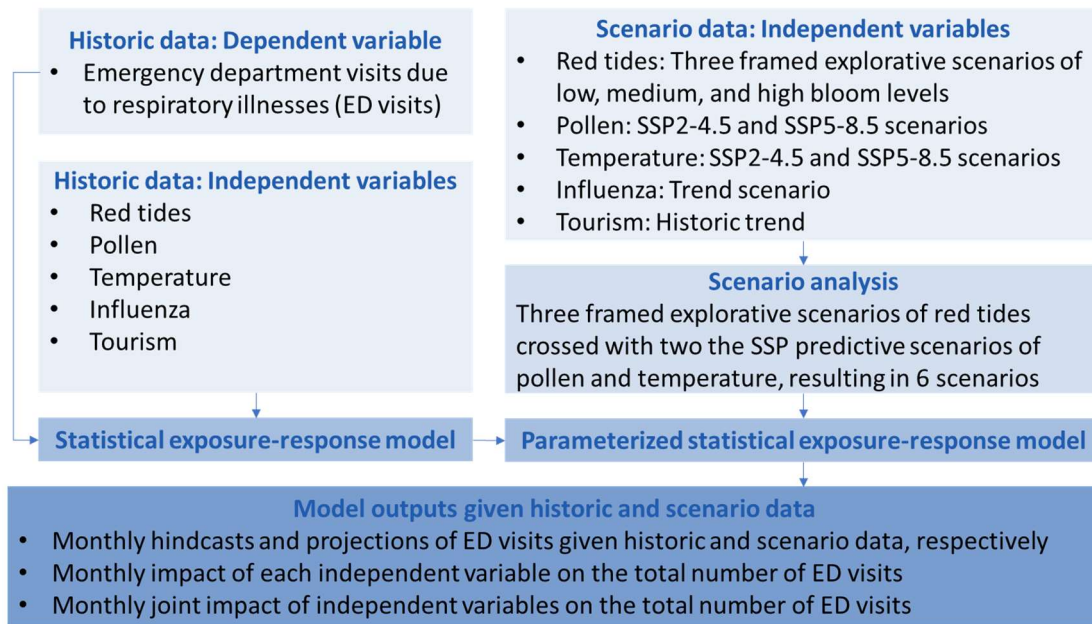 Historic data: Dependent variable
• Emergency department visits due
to respiratory illnesses (ED visits)
Historic data: Independent variables
• Red tides
• Pollen
• Temperature
• Influenza
• Tourism
Statistical exposure-response model
Scenario data: Independent variables
• Red tides: Three framed explorative scenarios of
low, medium, and high bloom levels
• Pollen: SSP2-4.5 and SSP5-8.5 scenarios
• Temperature: SSP2-4.5 and SSP5-8.5 scenarios
• Influenza: Trend scenario
• Tourism: Historic trend
Scenario analysis
Three framed explorative scenarios of red tides
crossed with two the SSP predictive scenarios of
pollen and temperature, resulting in 6 scenarios
Parameterized statistical exposure-response model
Model outputs given historic and scenario data
• Monthly hindcasts and projections of ED visits given historic and scenario data, respectively
• Monthly impact of each independent variable on the total number of ED visits
• Monthly joint impact of independent variables on the total number of ED visits